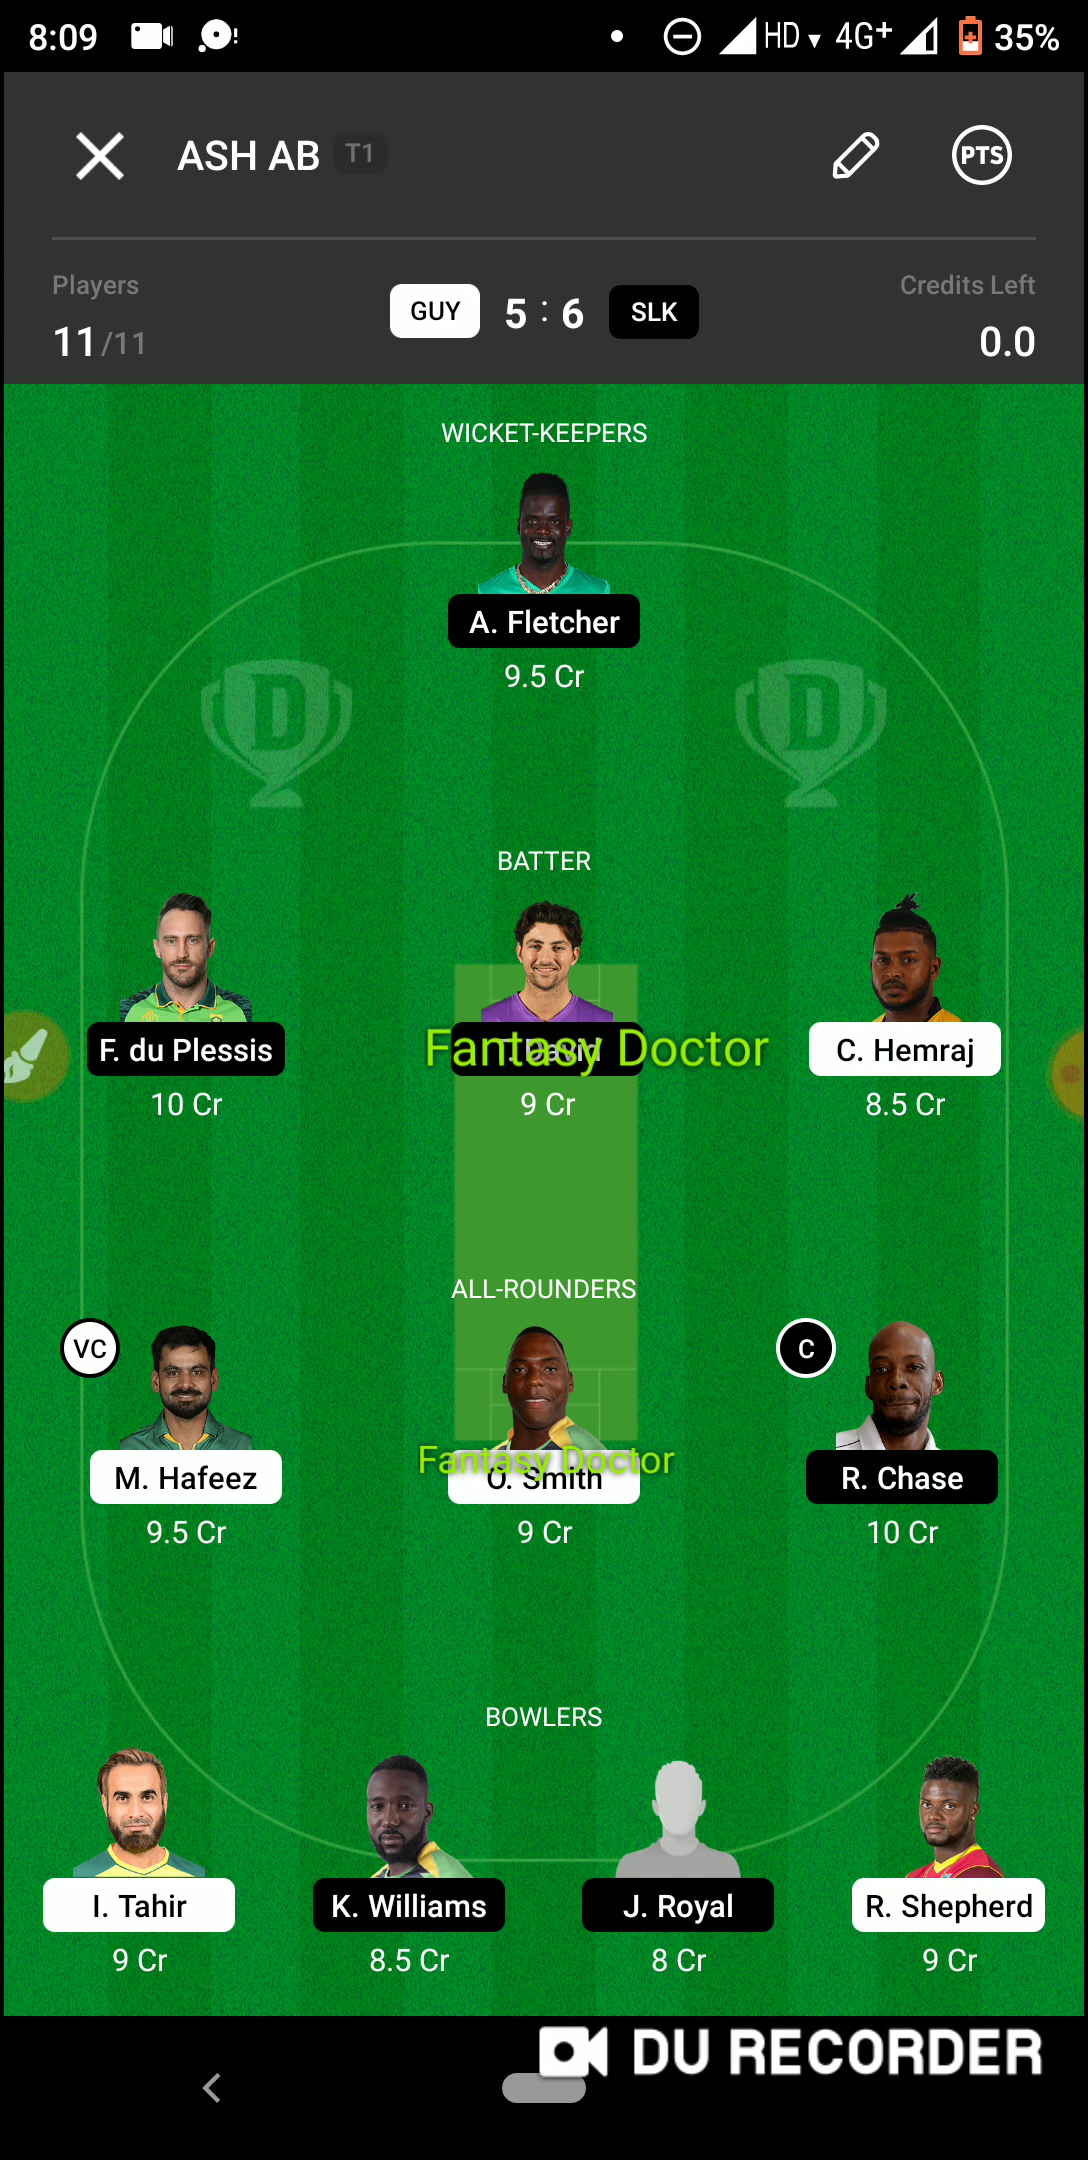 8:09 HD 4G+ 35%
ASH AB T1 PTS
Players Credits Left
11/11 GUY 5 : 6 SLK 0.0
WICKET-KEEPERS
A. Fletcher
9.5 Cr
D D
BATTER
F. du Plessis Fantasy Doctor C. Hemraj
10 Cr 9 Cr 8.5 Cr
ALL-ROUNDERS
VC C
Fantasy Doctor
M. Hafeez O. Smith R. Chase
9.5 Cr 9 Cr 10 Cr
BOWLERS
I. Tahir K. Williams J. Royal R. Shepherd
9 Cr 8.5 Cr 8 Cr 9 Cr
DU RECORDER